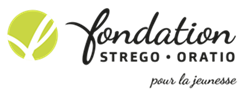 fondation
STREGO • ORATIO
pour la jeunesse